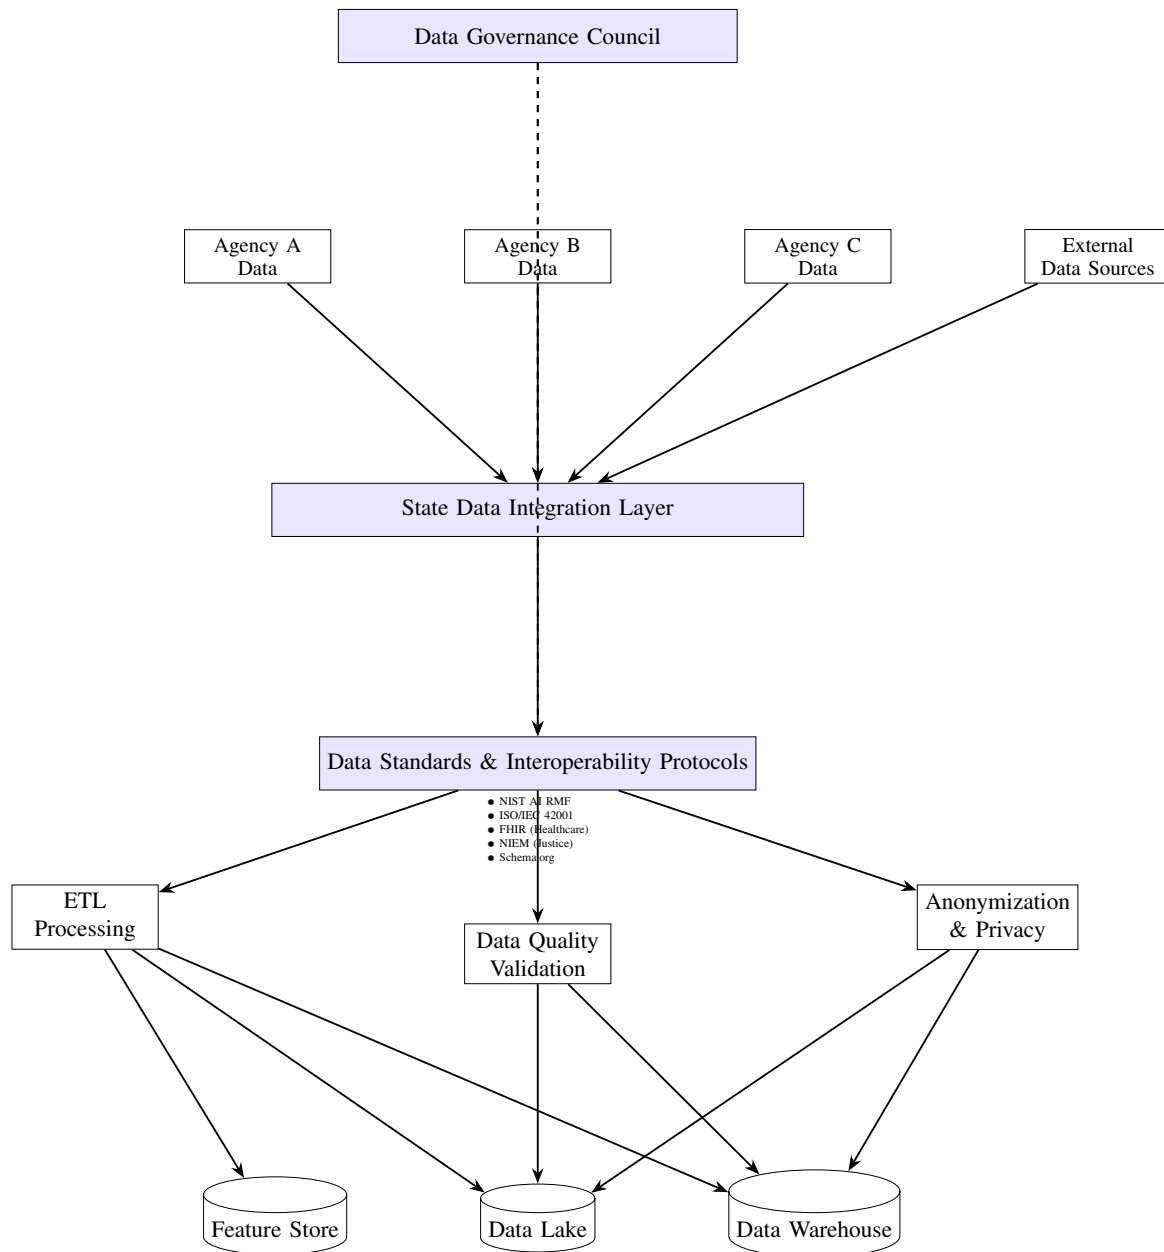 Data Governance Council
Agency A
Data
Agency B
Data
Agency C
Data
External
Data Sources
State Data Integration Layer
Data Standards & Interoperability Protocols
• NIST AI RMF
• ISO/IEC 42001
• FHIR (Healthcare)
• NIEM (Justice)
• Schema.org
ETL
Processing
Data Quality
Validation
Anonymization
& Privacy
Feature Store
Data Lake
Data Warehouse